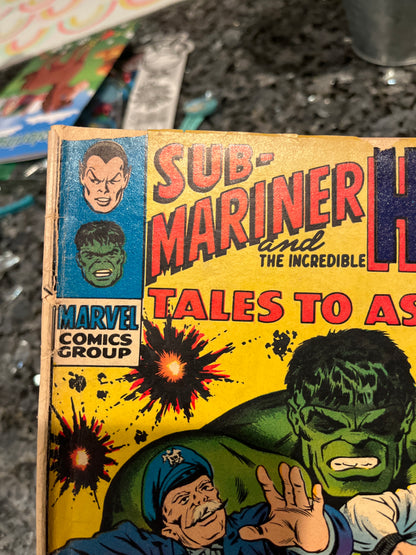 SUB-
MARINER
and
THE INCREDIBLE
H
TALES TO AS
MARVEL
COMICS
GROUP